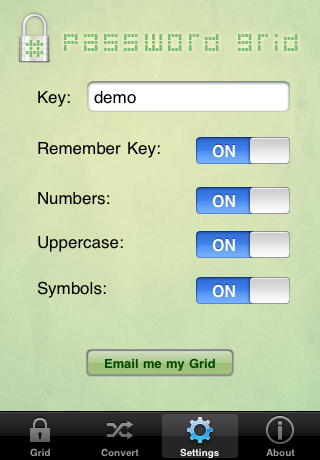 Password Grid
Key: demo
Remember Key: ON
Numbers: ON
Uppercase: ON
Symbols: ON
Email me my Grid
Grid Convert Settings About